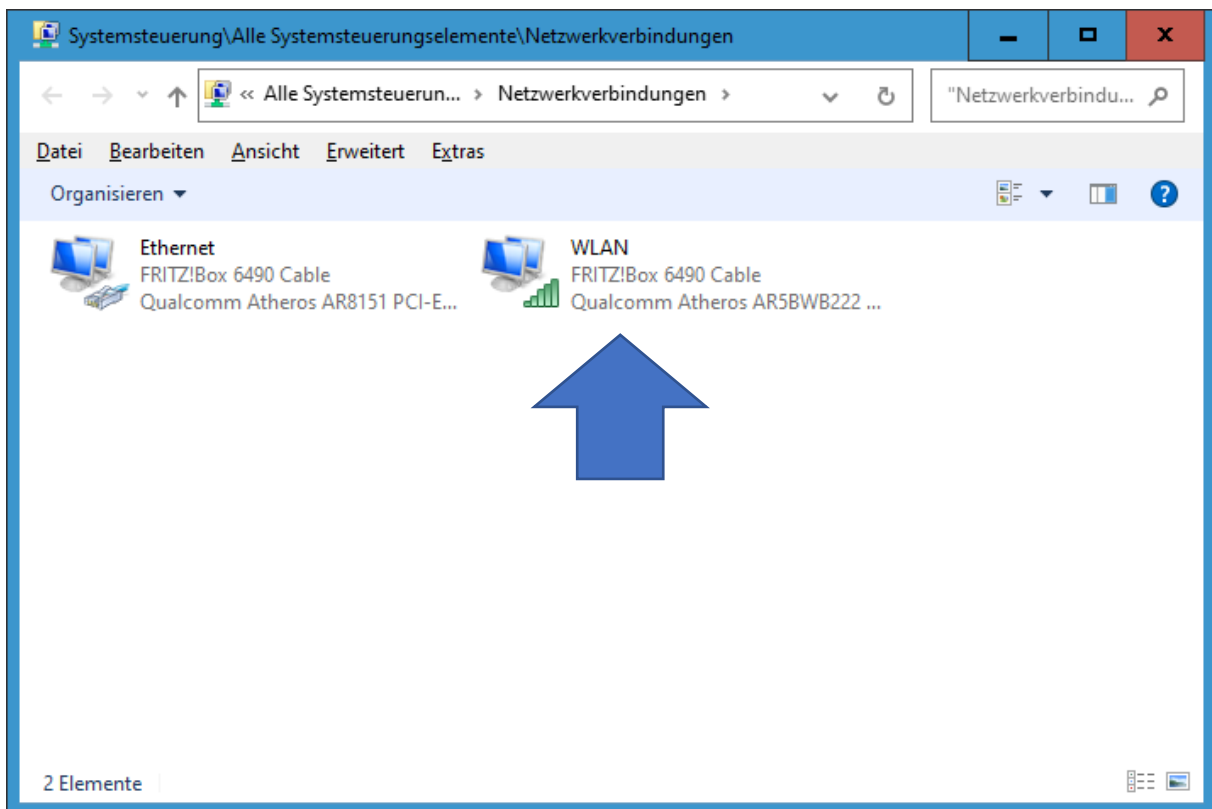 Systemsteuerung\Alle Systemsteuerungselemente\Netzwerkverbindungen
« Alle Systemsteuerun... › Netzwerkverbindungen ›
"Netzwerkverbindu...
Datei Bearbeiten Ansicht Erweitert Extras
Organisieren
Ethernet
FRITZ!Box 6490 Cable
Qualcomm Atheros AR8151 PCI-E...
WLAN
FRITZ!Box 6490 Cable
Qualcomm Atheros AR5BWB222 ...
2 Elemente